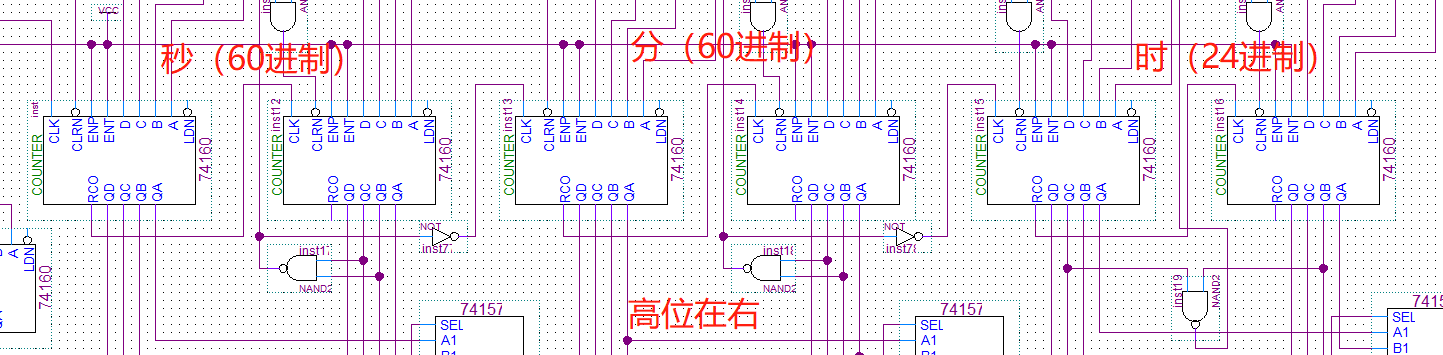 VCC
inst
AN
AN
AN
秒（60进制）
分（60进制）
时（24进制）
inst
COUNTER
CLK
CLRN
ENP
ENT
D
C
B
A
LDN
RCO
QD
QC
QB
QA
74160
inst12
COUNTER
CLK
CLRN
ENP
ENT
D
C
B
A
LDN
RCO
QD
QC
QB
QA
74160
inst13
COUNTER
CLK
CLRN
ENP
ENT
D
C
B
A
LDN
RCO
QD
QC
QB
QA
74160
inst14
COUNTER
CLK
CLRN
ENP
ENT
D
C
B
A
LDN
RCO
QD
QC
QB
QA
74160
inst15
COUNTER
CLK
CLRN
ENP
ENT
D
C
B
A
LDN
RCO
QD
QC
QB
QA
74160
inst16
COUNTER
CLK
CLRN
ENP
ENT
D
C
B
A
LDN
RCO
QD
QC
QB
QA
74160
A
LDN
74160
NOT
inst7
NAND2
NOT
inst7
NAND2
inst19
NAND2
高位在右
74157
SEL
A1
B1
74157
SEL
A1
B1
SEL
A1
B1